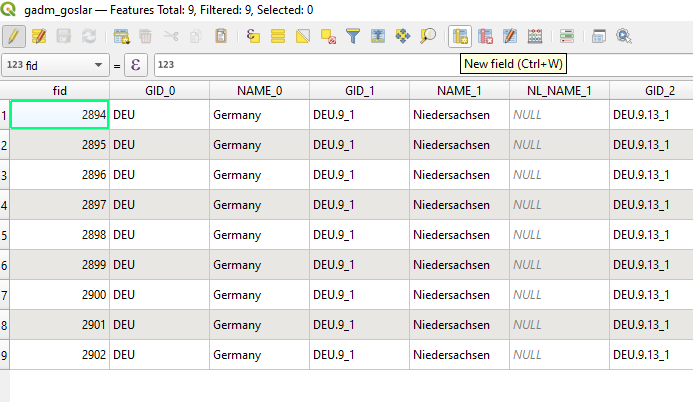 gadm_goslar — Features Total: 9, Filtered: 9, Selected: 0
123 fid = ε 123
New field (Ctrl+W)
fid GID_0 NAME_0 GID_1 NAME_1 NL_NAME_1 GID_2
1 2894 DEU Germany DEU.9_1 Niedersachsen NULL DEU.9.13_1
2 2895 DEU Germany DEU.9_1 Niedersachsen NULL DEU.9.13_1
3 2896 DEU Germany DEU.9_1 Niedersachsen NULL DEU.9.13_1
4 2897 DEU Germany DEU.9_1 Niedersachsen NULL DEU.9.13_1
5 2898 DEU Germany DEU.9_1 Niedersachsen NULL DEU.9.13_1
6 2899 DEU Germany DEU.9_1 Niedersachsen NULL DEU.9.13_1
7 2900 DEU Germany DEU.9_1 Niedersachsen NULL DEU.9.13_1
8 2901 DEU Germany DEU.9_1 Niedersachsen NULL DEU.9.13_1
9 2902 DEU Germany DEU.9_1 Niedersachsen NULL DEU.9.13_1